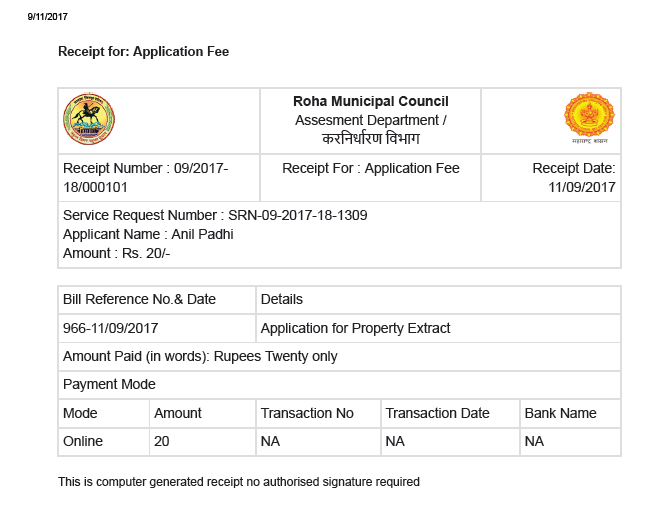 9/11/2017
Receipt for: Application Fee
Roha Municipal Council
Assesment Department /
करनिर्धारण विभाग
महाराष्ट्र शासन
Receipt Number : 09/2017-
18/000101
Receipt For : Application Fee
Receipt Date:
11/09/2017
Service Request Number : SRN-09-2017-18-1309
Applicant Name : Anil Padhi
Amount : Rs. 20/-
Bill Reference No.& Date
Details
966-11/09/2017
Application for Property Extract
Amount Paid (in words): Rupees Twenty only
Payment Mode
Mode
Amount
Transaction No
Transaction Date
Bank Name
Online
20
NA
NA
NA
This is computer generated receipt no authorised signature required